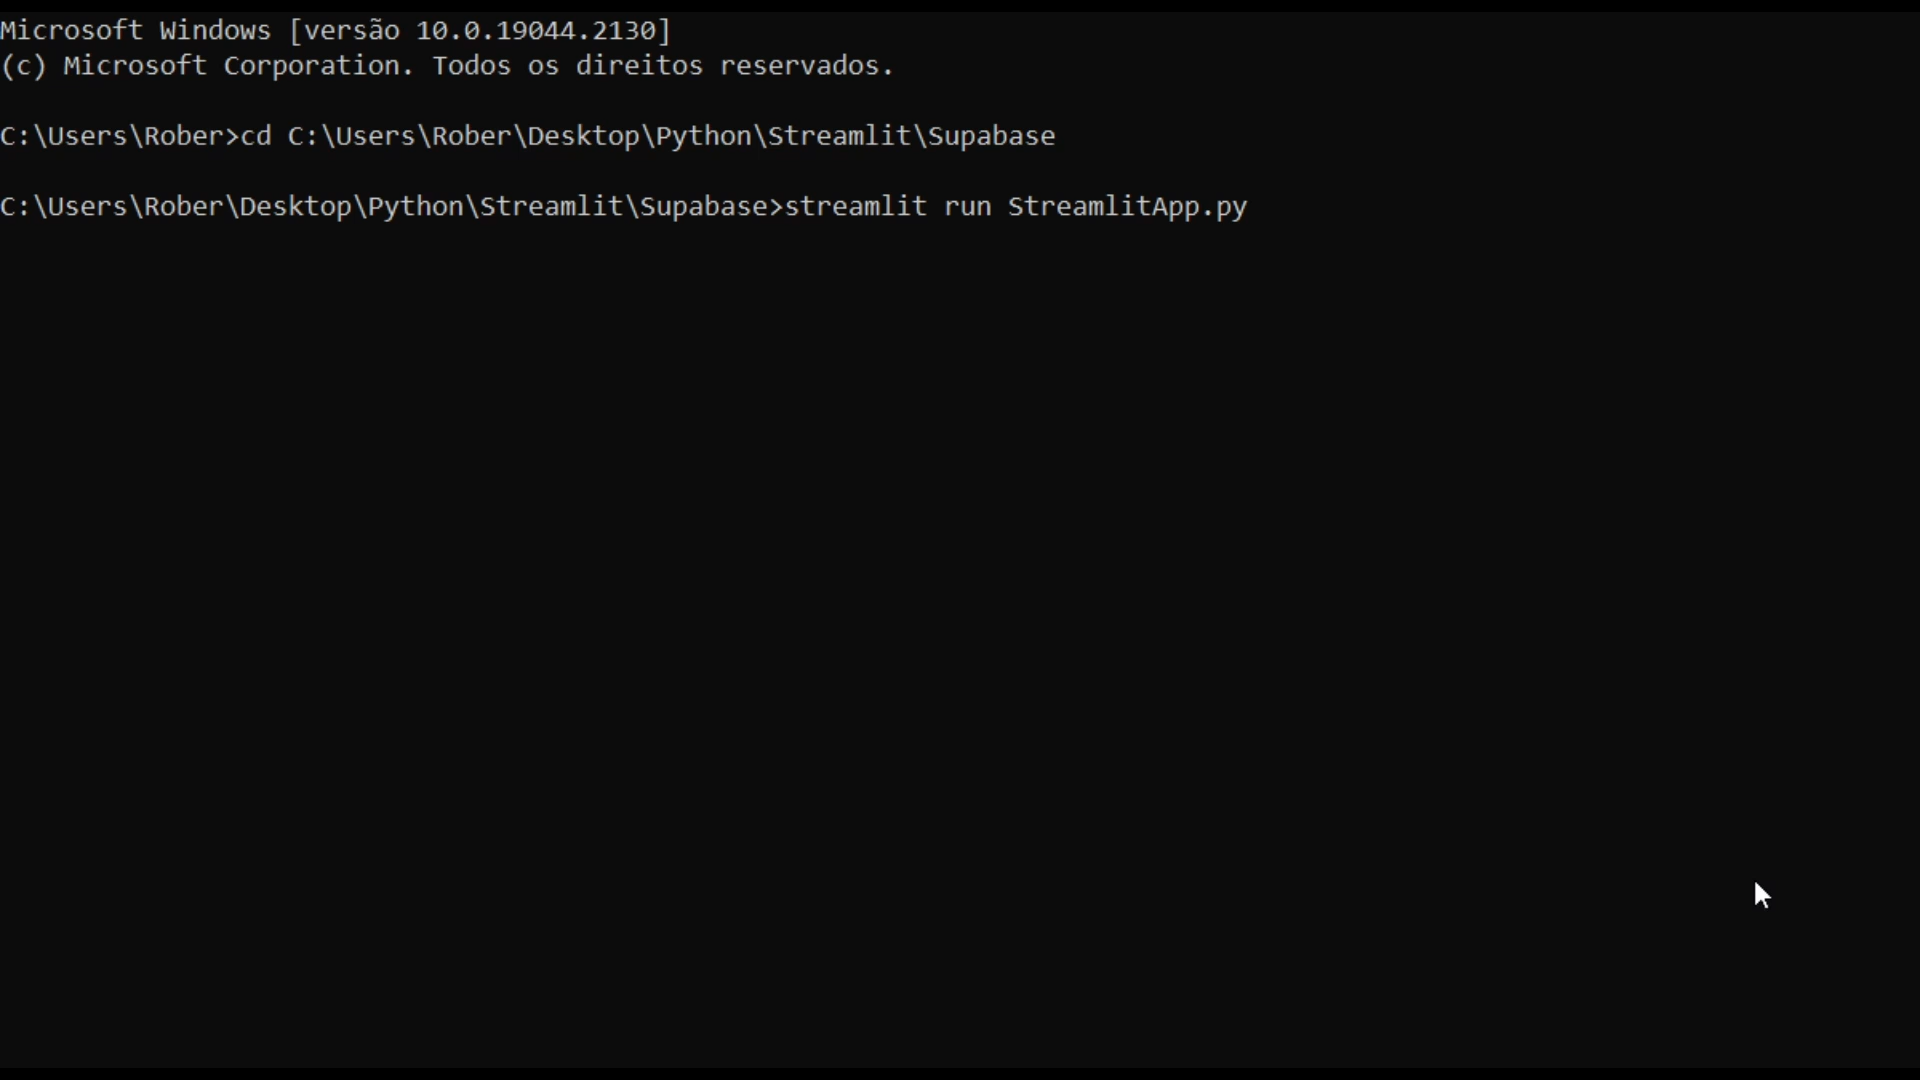 Microsoft Windows [versão 10.0.19044.2130]
(c) Microsoft Corporation. Todos os direitos reservados.
C:\Users\Rober>cd C:\Users\Rober\Desktop\Python\Streamlit\Supabase
C:\Users\Rober\Desktop\Python\Streamlit\Supabase>streamlit run StreamlitApp.py